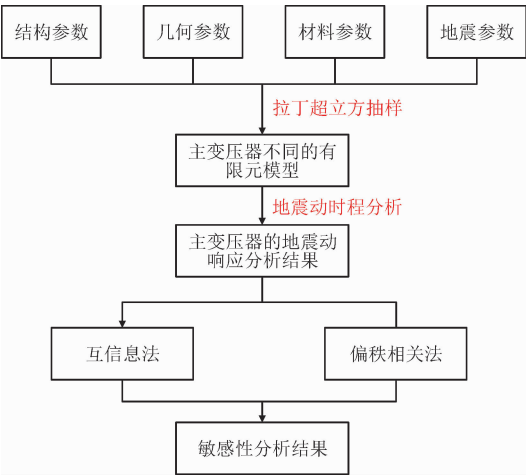 结构参数
几何参数
材料参数
地震参数
拉丁超立方抽样
主变压器不同的有
限元模型
地震动时程分析
主变压器的地震动
响应分析结果
互信息法
偏秩相关法
敏感性分析结果